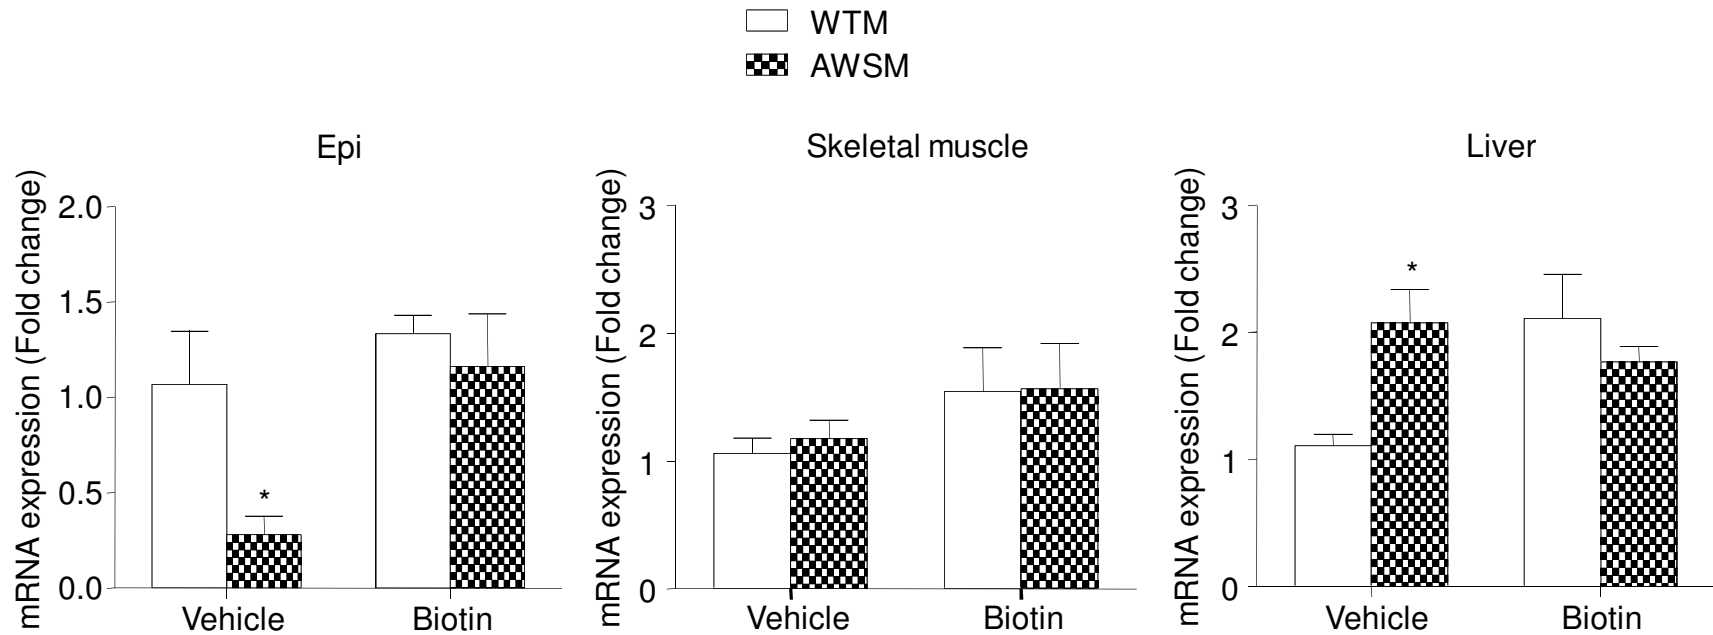 WTM
AWSM
Epi
mRNA expression (Fold change)
2.0
1.5
1.0
0.5
0.0
*
Vehicle
Biotin
Skeletal muscle
mRNA expression (Fold change)
3
2
1
0
Vehicle
Biotin
Liver
mRNA expression (Fold change)
3
2
1
0
*
Vehicle
Biotin